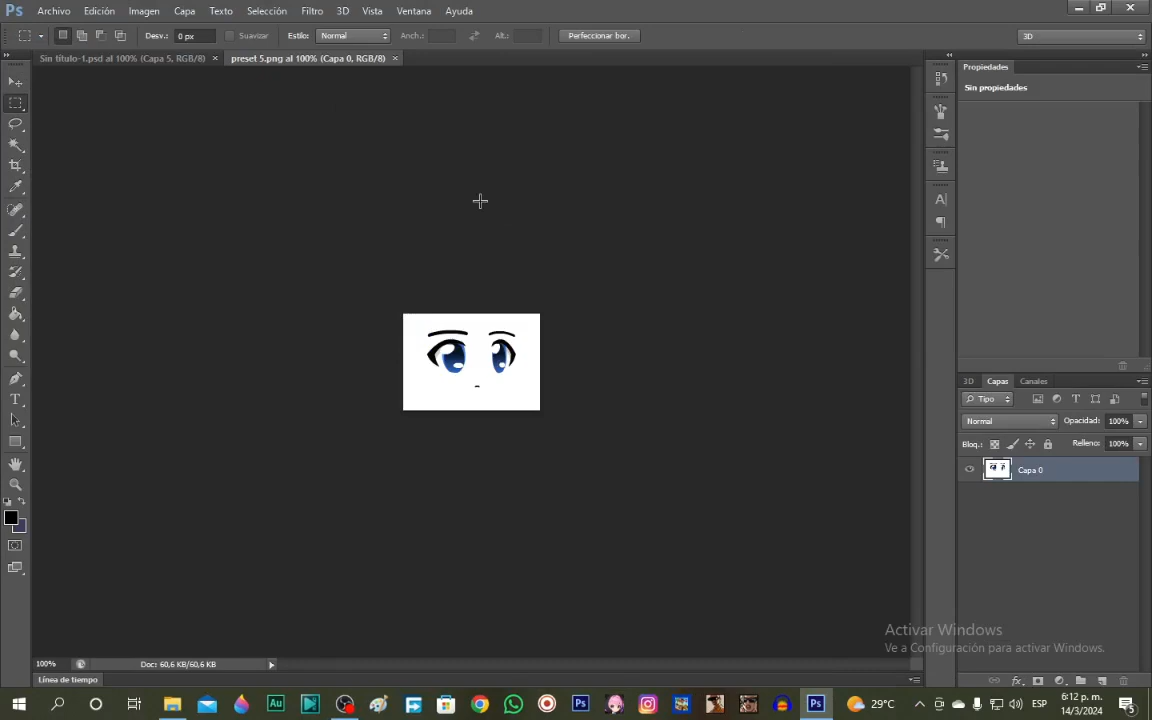 Ps Archivo Edición Imagen Capa Texto Selección Filtro 3D Vista Ventana Ayuda
Desv.: 0 px Suavizar Estilo: Normal Anch.: Alt.: Perfeccionar bor. 3D
Sin título-1.psd al 100% (Capa 5, RGB/8) × preset 5.png al 100% (Capa 0, RGB/8) ×
Propiedades
Sin propiedades
3D Capas Canales
Tipo
Normal Opacidad: 100%
Bloq.: Relleno: 100%
Capa 0
Activar Windows
Ve a Configuración para activar Windows.
100% Doc: 60,6 KB/60,6 KB
Línea de tiempo
29°C ESP 6:12 p. m.
14/3/2024
5